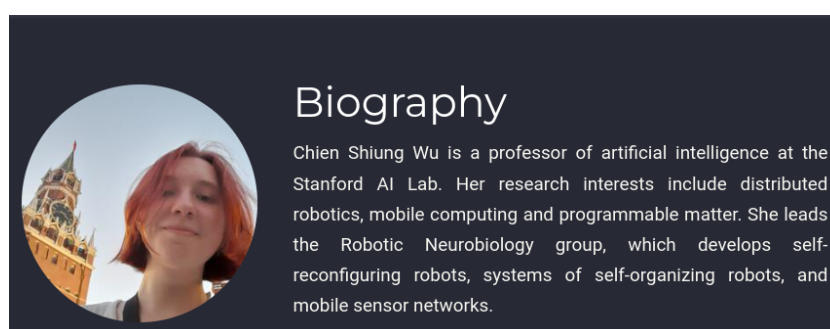 Biography
Chien Shiung Wu is a professor of artificial intelligence at the
Stanford AI Lab. Her research interests include distributed
robotics, mobile computing and programmable matter. She leads
the Robotic Neurobiology group, which develops self-
reconfiguring robots, systems of self-organizing robots, and
mobile sensor networks.